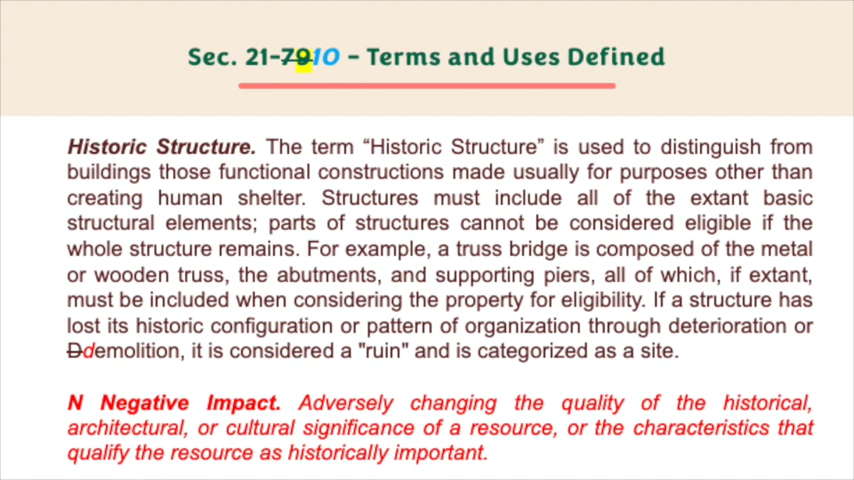 Sec. 21-7910 – Terms and Uses Defined
Historic Structure. The term “Historic Structure” is used to distinguish from
buildings those functional constructions made usually for purposes other than
creating human shelter. Structures must include all of the extant basic
structural elements; parts of structures cannot be considered eligible if the
whole structure remains. For example, a truss bridge is composed of the metal
or wooden truss, the abutments, and supporting piers, all of which, if extant,
must be included when considering the property for eligibility. If a structure has
lost its historic configuration or pattern of organization through deterioration or
Ddemolition, it is considered a "ruin" and is categorized as a site.
N Negative Impact. Adversely changing the quality of the historical,
architectural, or cultural significance of a resource, or the characteristics that
qualify the resource as historically important.